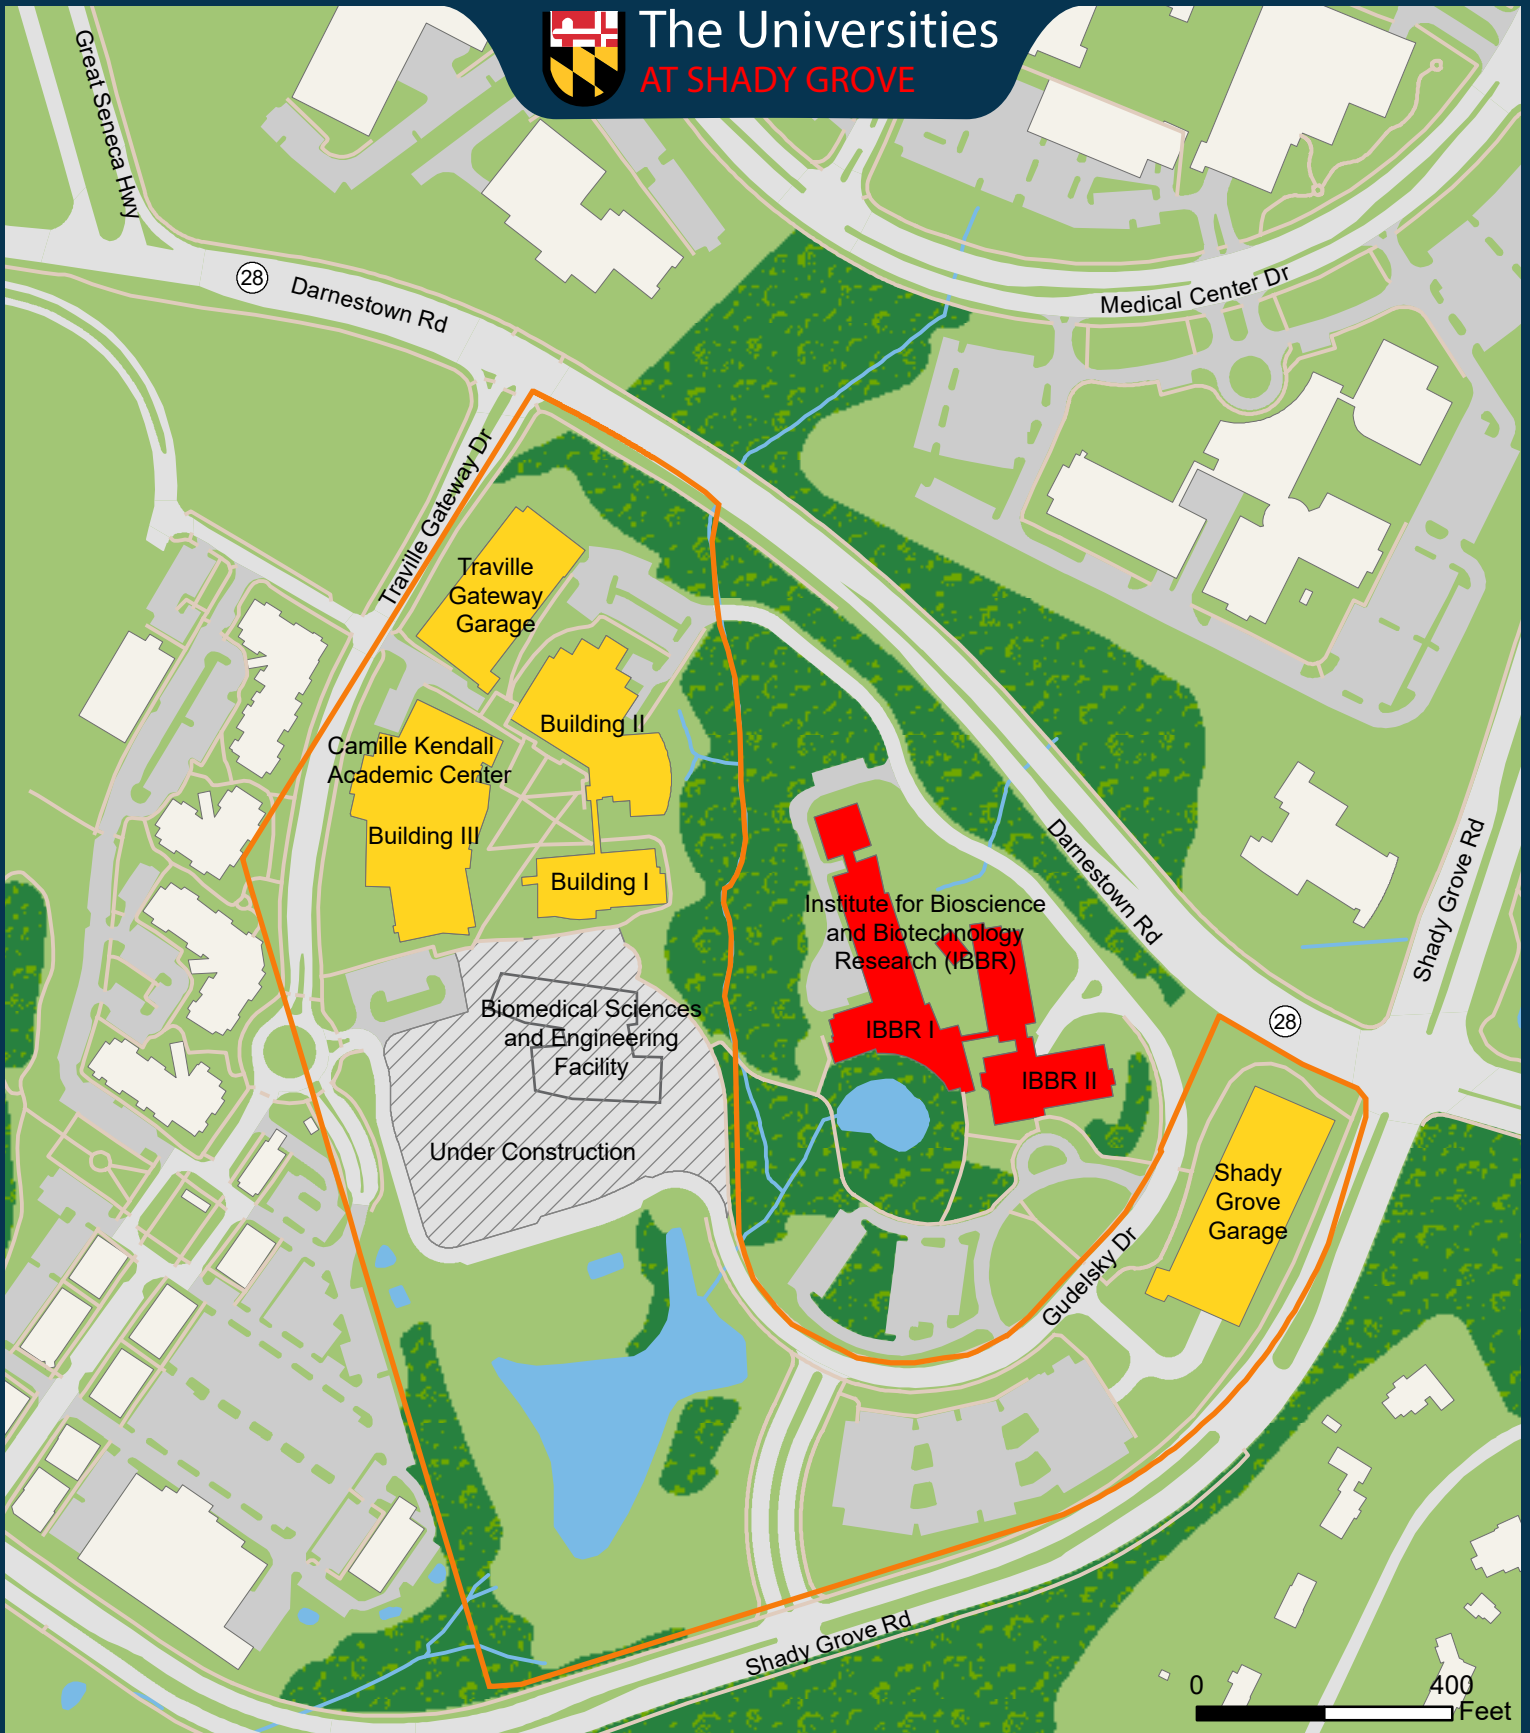 The Universities
AT SHADY GROVE
Great Seneca Hwy
28
Darnestown Rd
Medical Center Dr
Traville Gateway Dr
Traville
Gateway
Garage
Building II
Camille Kendall
Academic Center
Building III
Building I
Darnestown Rd
Shady Grove Rd
Institute for Bioscience
and Biotechnology
Research (IBBR)
IBBR I
IBBR II
28
Biomedical Sciences
and Engineering
Facility
Under Construction
Shady
Grove
Garage
Gudelsky Dr
Shady Grove Rd
0
400
Feet